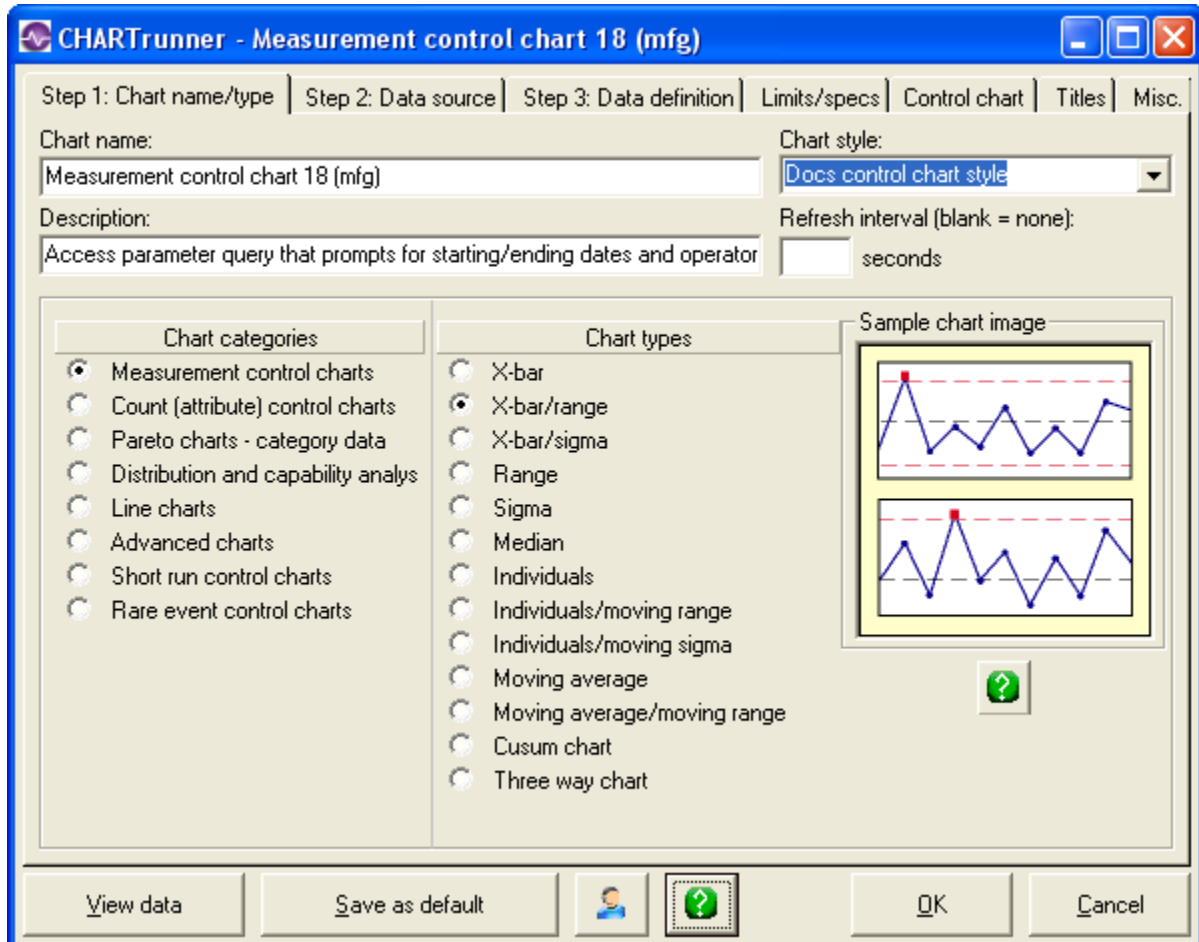 CHARTrunner - Measurement control chart 18 (mfg)
Step 1: Chart name/type Step 2: Data source Step 3: Data definition Limits/specs Control chart Titles Misc.
Chart name:
Chart style:
Measurement control chart 18 (mfg)
Docs control chart style
Description:
Refresh interval (blank = none):
Access parameter query that prompts for starting/ending dates and operator
seconds
Chart categories
Measurement control charts
Count (attribute) control charts
Pareto charts - category data
Distribution and capability analys
Line charts
Advanced charts
Short run control charts
Rare event control charts
Chart types
X-bar
X-bar/range
X-bar/sigma
Range
Sigma
Median
Individuals
Individuals/moving range
Individuals/moving sigma
Moving average
Moving average/moving range
Cusum chart
Three way chart
Sample chart image
?
View data
Save as default
?
OK
Cancel